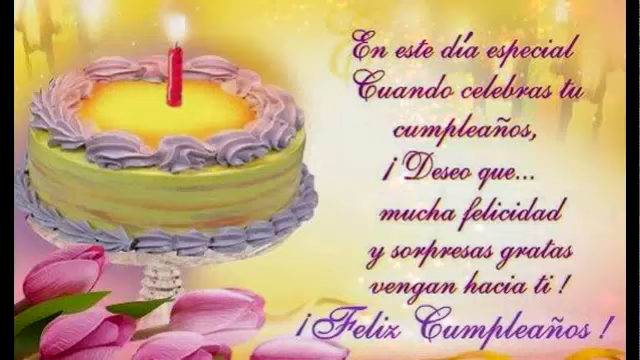 En este día especial
Cuando celebras tu
cumpleaños,
¡ Deseo que...
mucha felicidad
y sorpresas gratas
vengan hacia ti !
¡ Feliz Cumpleaños !